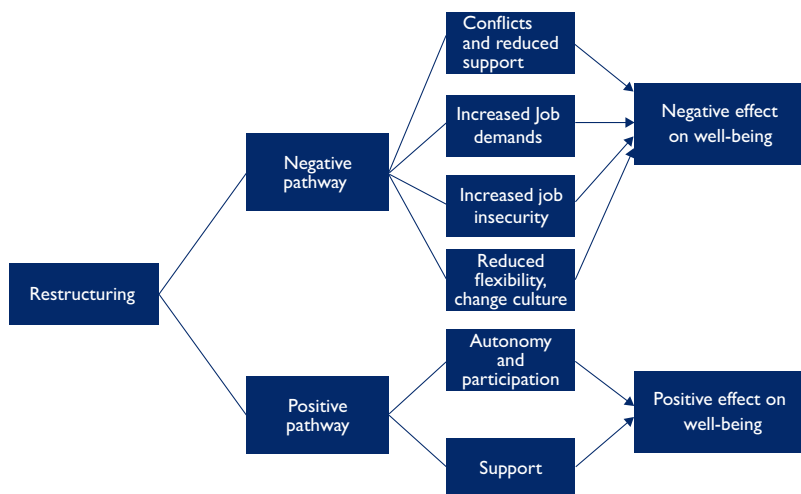 Conflicts
and reduced
support
Increased Job
demands
Negative effect
on well-being
Negative
pathway
Increased job
insecurity
Reduced
flexibility,
change culture
Restructuring
Autonomy
and
participation
Positive
pathway
Positive effect on
well-being
Support